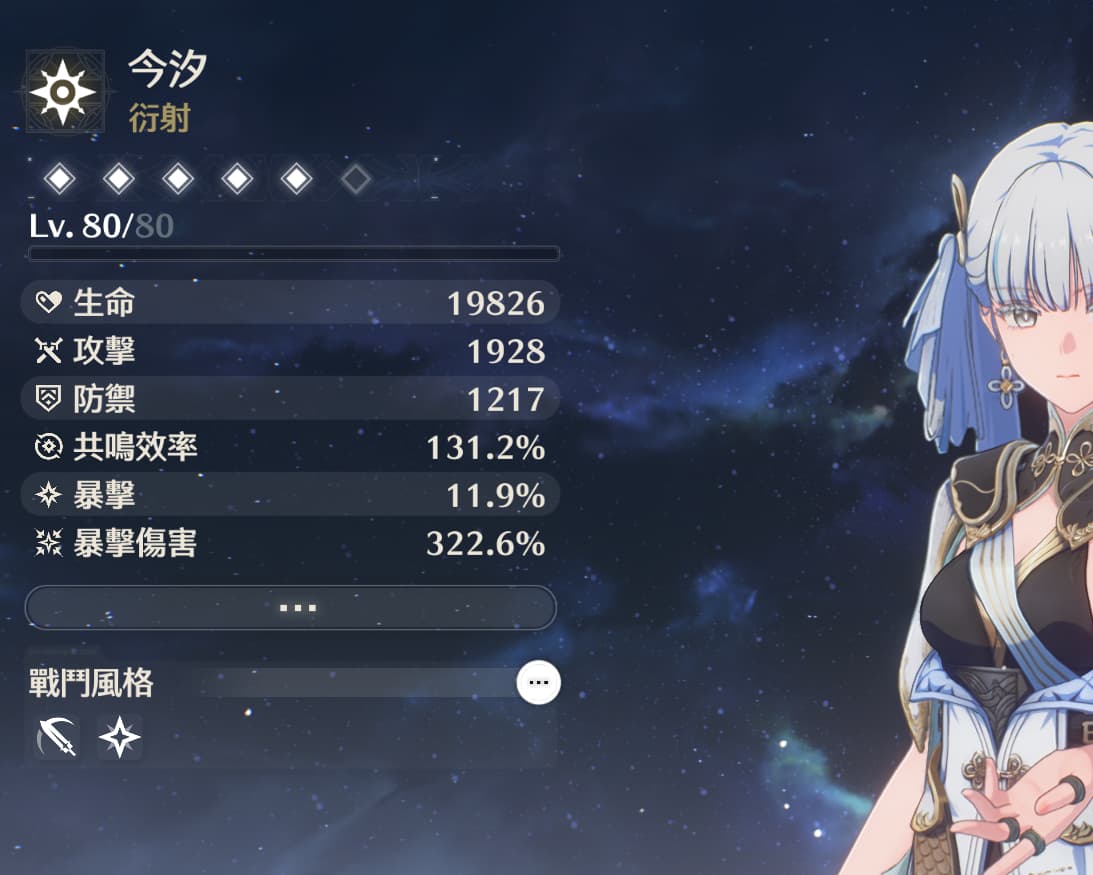 今汐
衍射
Lv. 80/80
生命 19826
攻擊 1928
防禦 1217
共鳴效率 131.2%
暴擊 11.9%
暴擊傷害 322.6%
戰鬥風格